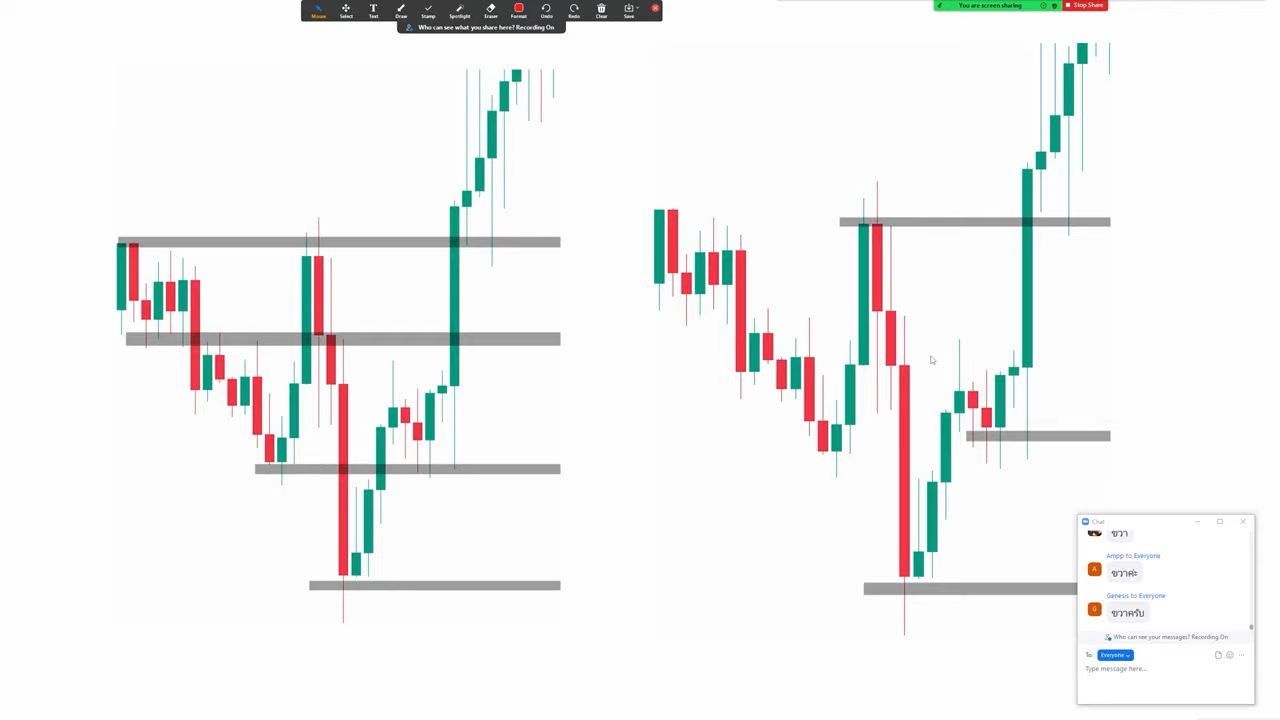 You are screen sharing
Stop Share
Mouse
Select
Text
Draw
Stamp
Spotlight
Eraser
Format
Undo
Redo
Clear
Save
Who can see what you share here? Recording On
Chat
ขวา
Ampp to Everyone
A
ขวาค่ะ
Genesis to Everyone
G
ขวาครับ
Who can see your messages? Recording On
To:
Everyone
Type message here...